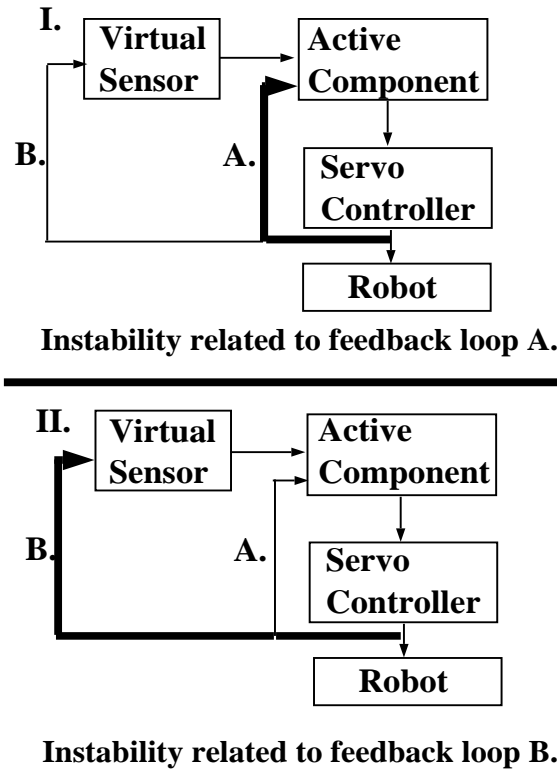 I.
Virtual
Sensor
Active
Component
B.
A.
Servo
Controller
Robot
Instability related to feedback loop A.
II.
Virtual
Sensor
Active
Component
B.
A.
Servo
Controller
Robot
Instability related to feedback loop B.